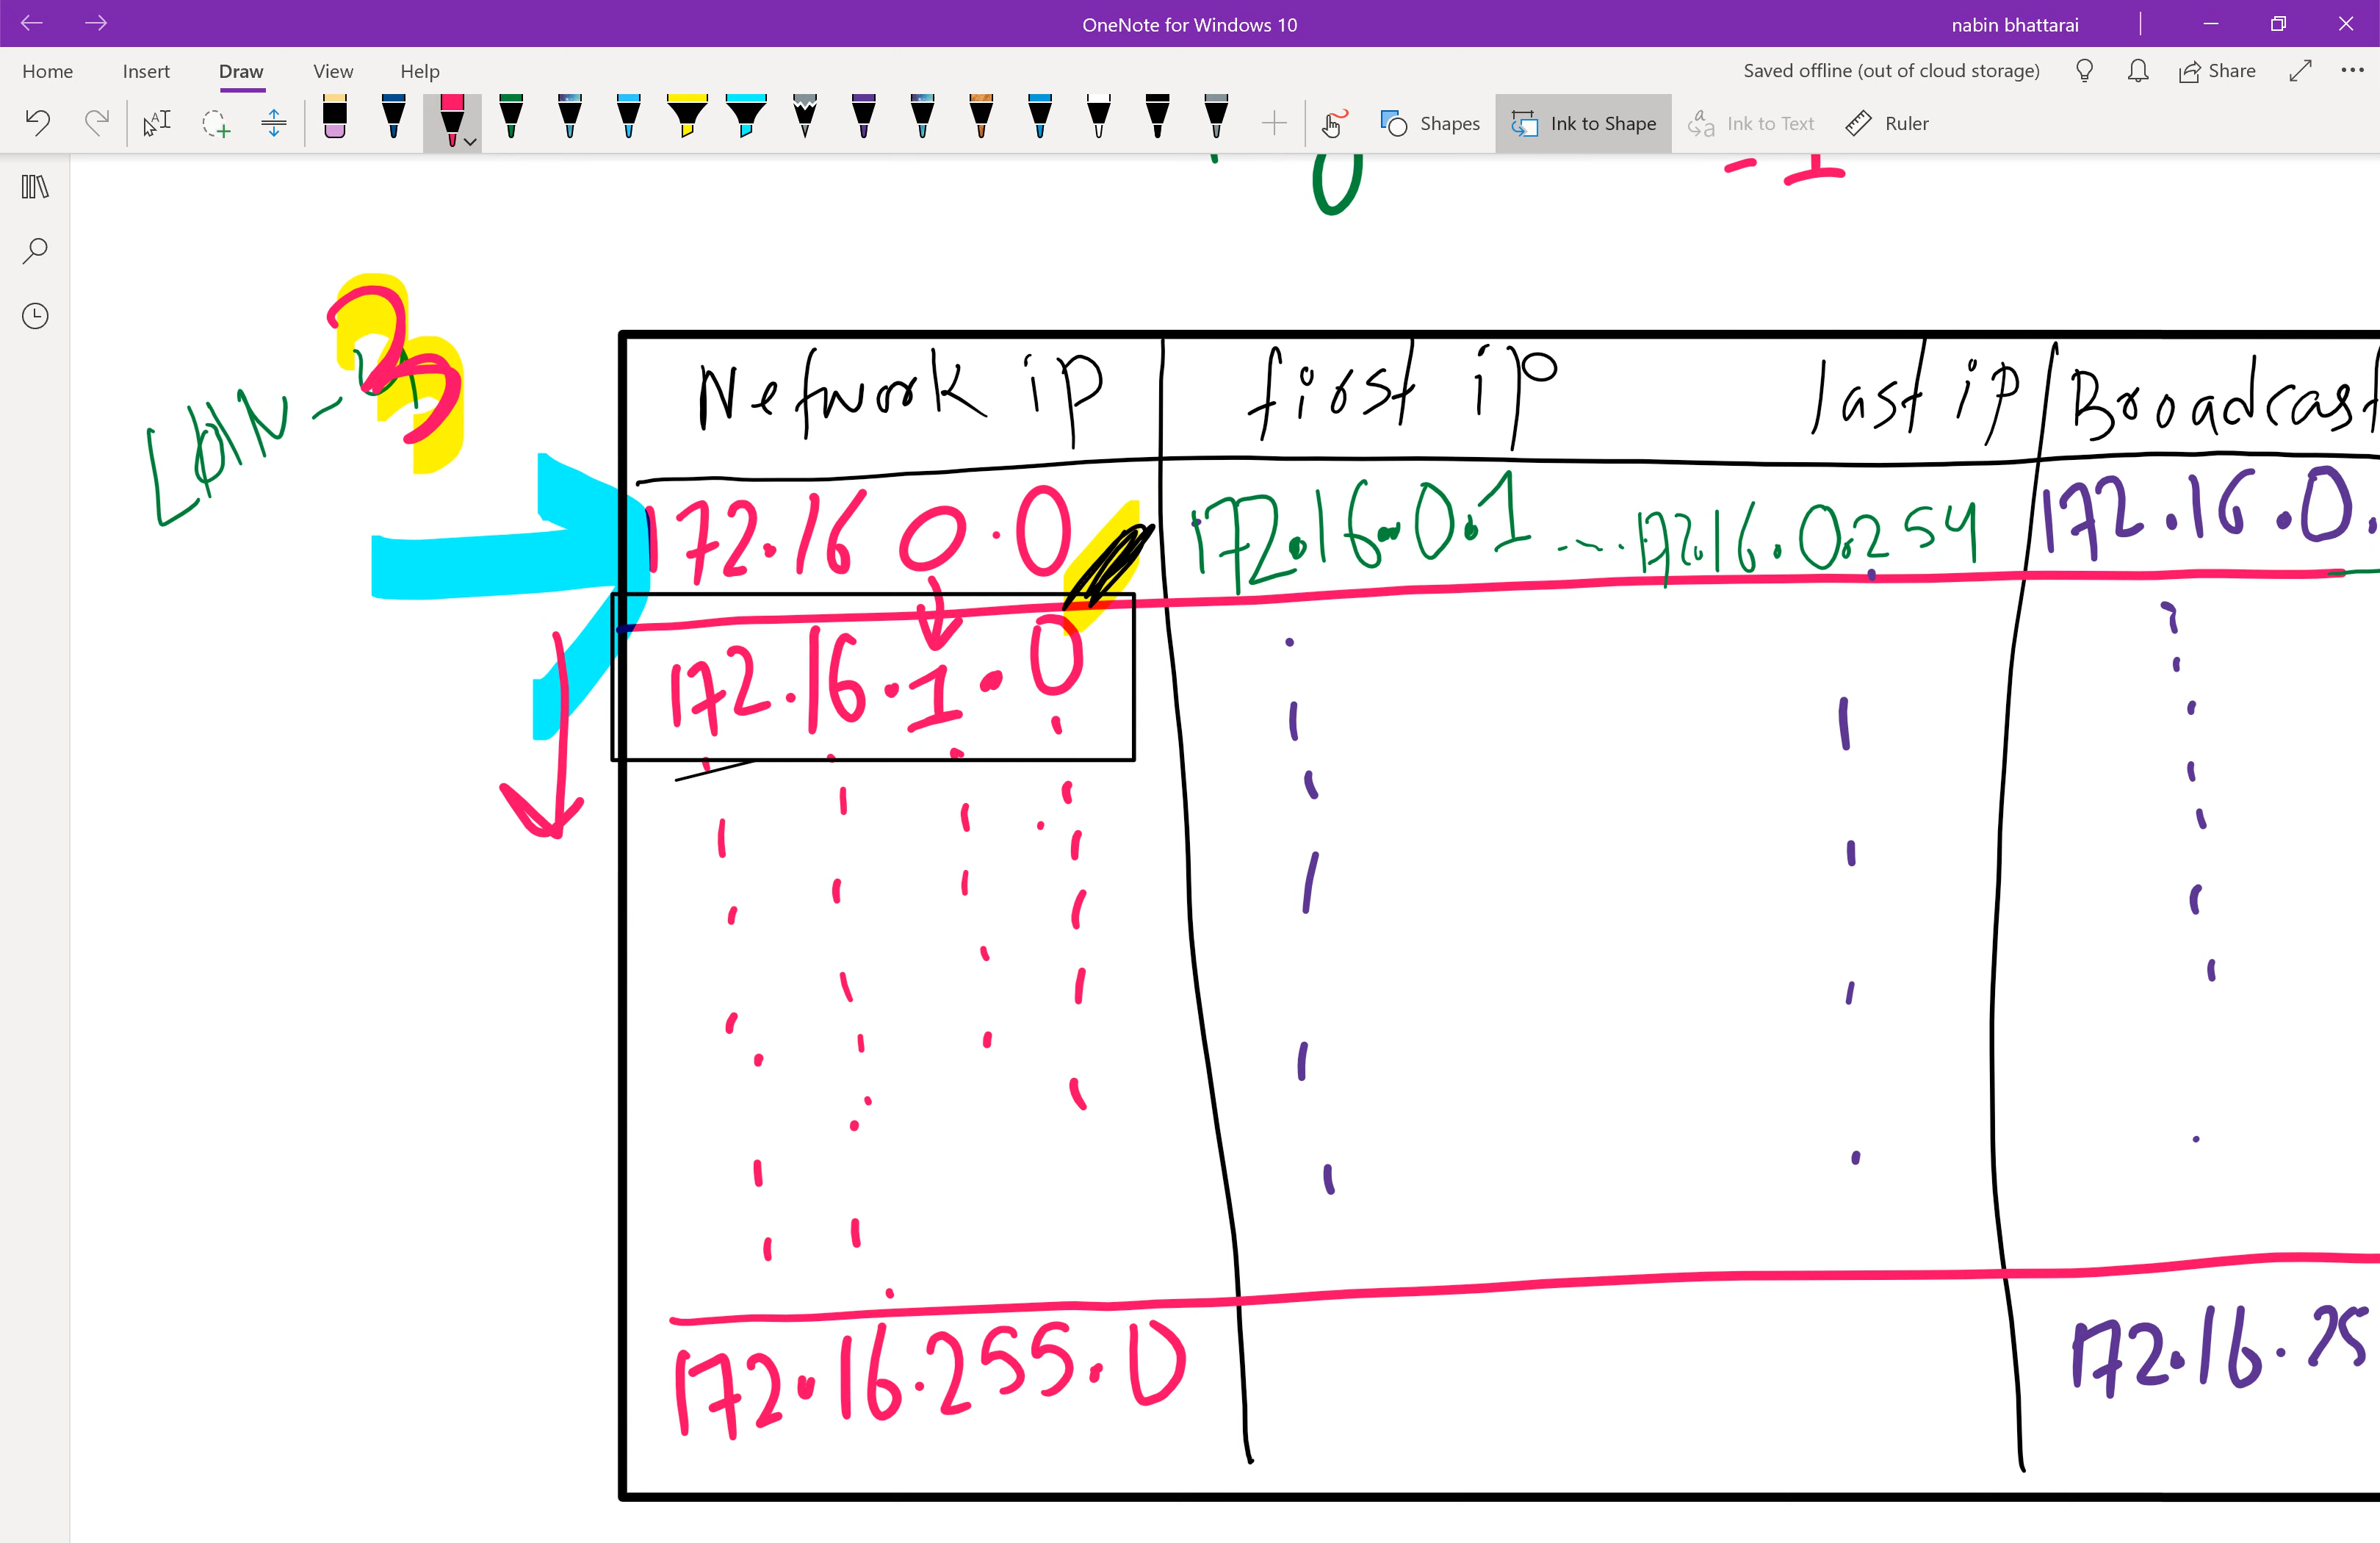 OneNote for Windows 10
nabin bhattarai
Home Insert Draw View Help
Saved offline (out of cloud storage)
Share
Shapes
Ink to Shape
Ink to Text
Ruler
0
- 1
LAN - 3
Network iP
first iP
last iP
Broadcast
172.16 0.0
172.16.0.1 ---. 172.16.0.254
172.16.0.
172.16.1.0
172.16.255.0
172.16.25